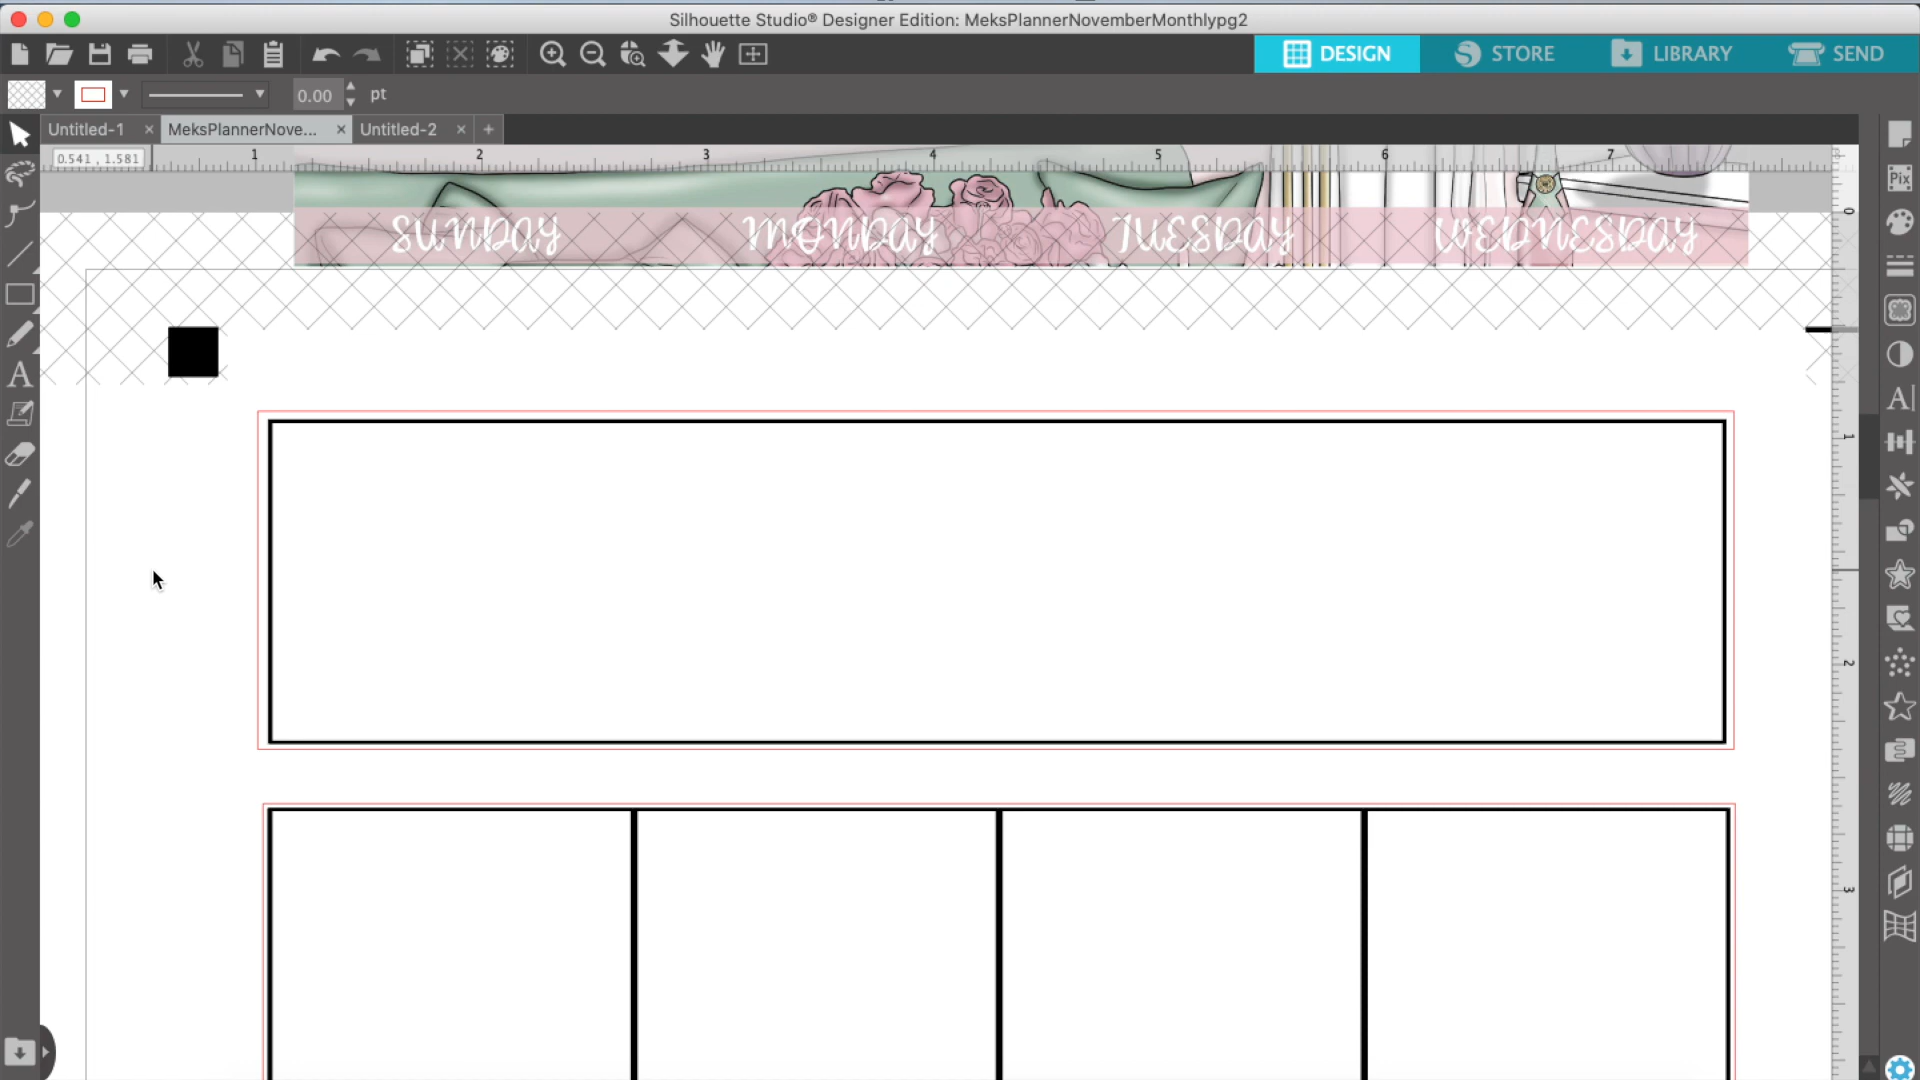 Silhouette Studio® Designer Edition: MeksPlannerNovemberMonthlypg2
DESIGN
STORE
LIBRARY
SEND
0.00 pt
Untitled-1
MeksPlannerNove...
Untitled-2
0.541 , 1.581
1 2 3 4 5 6 7
SUNDAY MONDAY TUESDAY WEDNESDAY
Pix
A
A
0
1
2
3